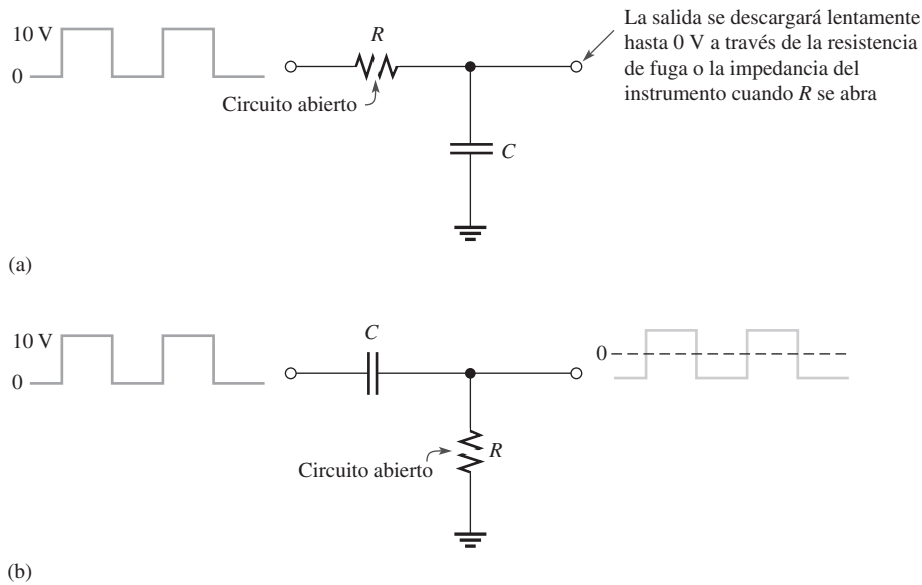 La salida se descargará lentamente
hasta 0 V a través de la resistencia
de fuga o la impedancia del
instrumento cuando R se abra
10 V
0
R
Circuito abierto
C
(a)
10 V
0
C
0
R
Circuito abierto
(b)